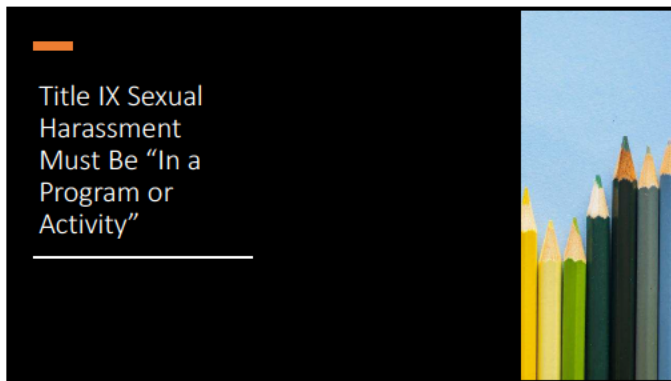 Title IX Sexual
Harassment
Must Be “In a
Program or
Activity”